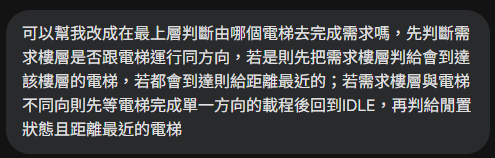 可以幫我改成在最上層判斷由哪個電梯去完成需求嗎，先判斷需
求樓層是否跟電梯運行同方向，若是則先把需求樓層判給會到達
該樓層的電梯，若都會到達則給距離最近的；若需求樓層與電梯
不同向則先等電梯完成單一方向的載程後回到IDLE，再判給閒置
狀態且距離最近的電梯